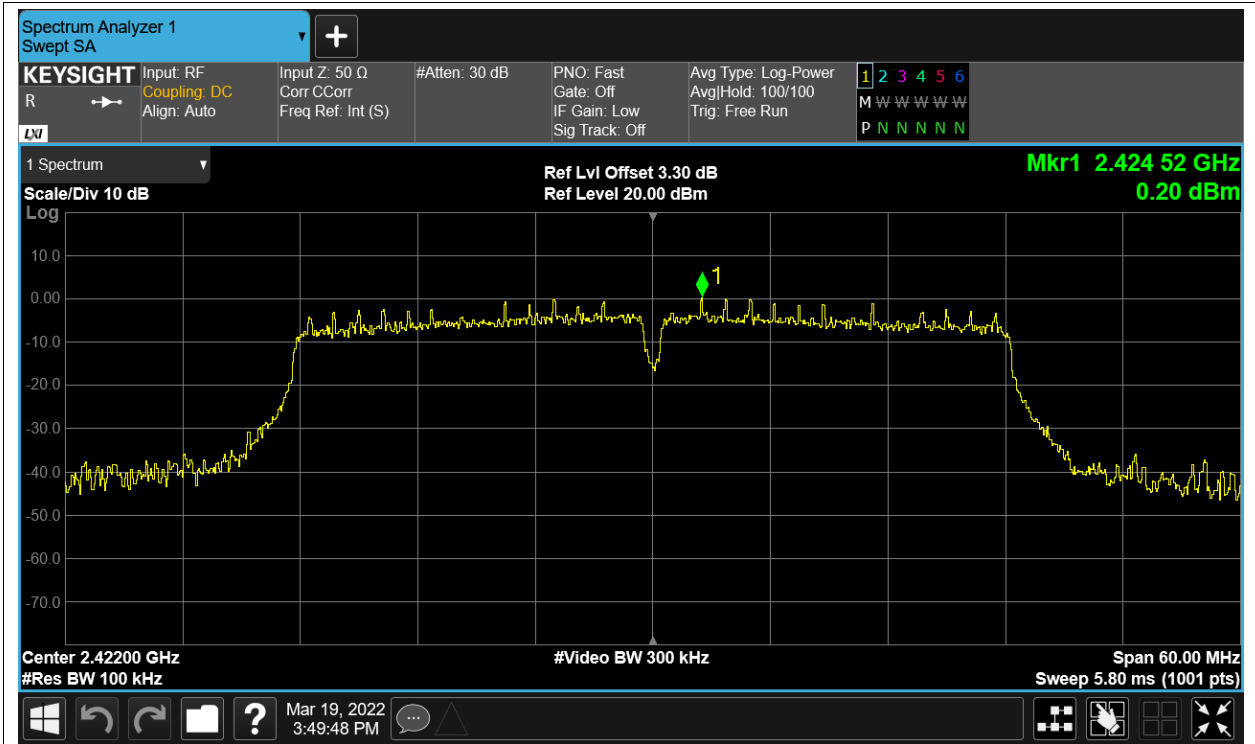 Spectrum Analyzer 1
Swept SA
+
KEYSIGHT
R
LXI
Input: RF
Coupling: DC
Align: Auto
Input Z: 50 Ω
Corr CCorr
Freq Ref: Int (S)
#Atten: 30 dB
PNO: Fast
Gate: Off
IF Gain: Low
Sig Track: Off
Avg Type: Log-Power
Avg|Hold: 100/100
Trig: Free Run
1 2 3 4 5 6
M W W W W W
P N N N N N
1 Spectrum
Scale/Div 10 dB
Log
Ref Lvl Offset 3.30 dB
Ref Level 20.00 dBm
Mkr1 2.424 52 GHz
0.20 dBm
1
10.0
0.00
-10.0
-20.0
-30.0
-40.0
-50.0
-60.0
-70.0
Center 2.42200 GHz
#Res BW 100 kHz
#Video BW 300 kHz
Span 60.00 MHz
Sweep 5.80 ms (1001 pts)
?
Mar 19, 2022
3:49:48 PM